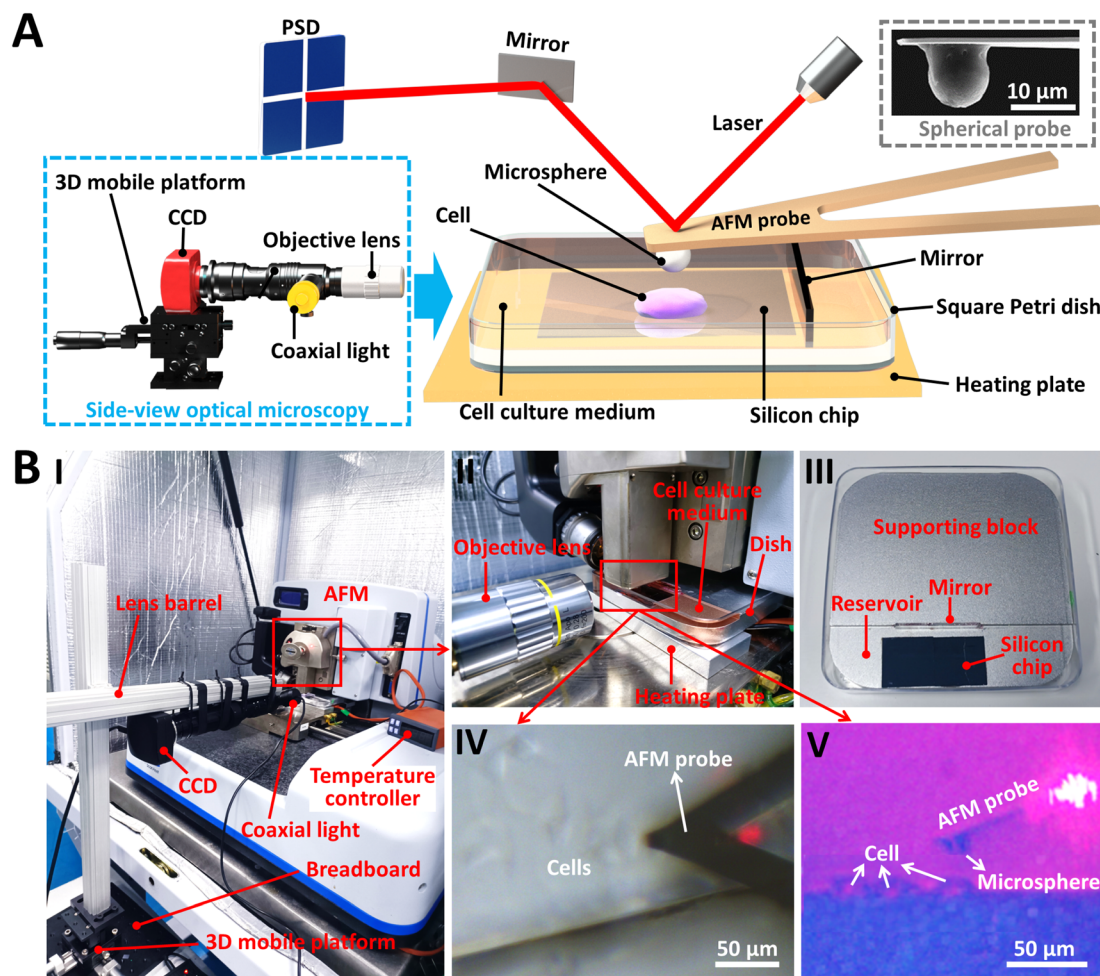 A
PSD
Mirror
Laser
10 μm
Spherical probe
3D mobile platform
CCD
Objective lens
Coaxial light
Side-view optical microscopy
Microsphere
Cell
AFM probe
Mirror
Square Petri dish
Heating plate
Cell culture medium
Silicon chip
B
I
Lens barrel
AFM
CCD
Temperature
controller
Coaxial light
Breadboard
3D mobile platform
II
Cell culture
medium
Objective lens
Dish
Heating plate
III
Supporting block
Mirror
Reservoir
Silicon
chip
IV
AFM probe
Cells
50 μm
V
AFM probe
Cell
Microsphere
50 μm